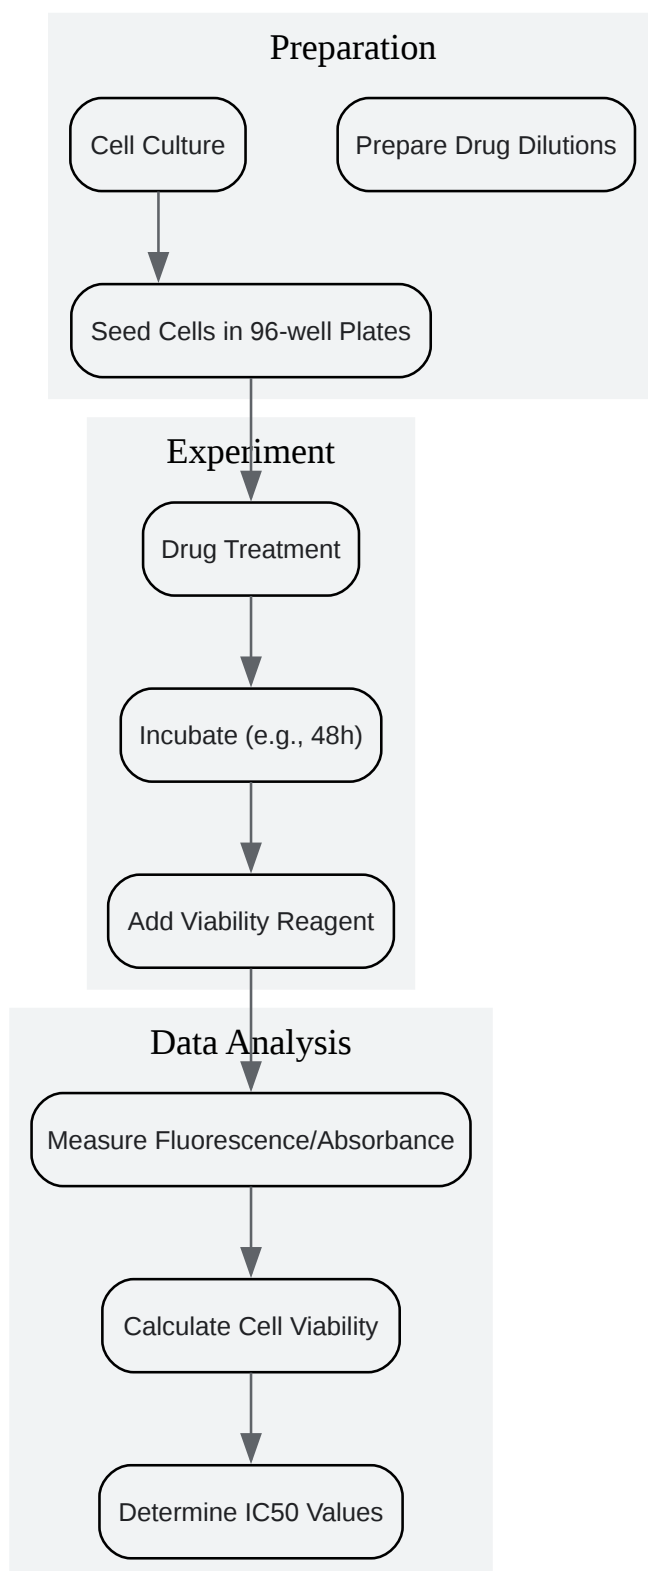 Preparation
Cell Culture
Prepare Drug Dilutions
Seed Cells in 96-well Plates
Experiment
Drug Treatment
Incubate (e.g., 48h)
Add Viability Reagent
Data Analysis
Measure Fluorescence/Absorbance
Calculate Cell Viability
Determine IC50 Values